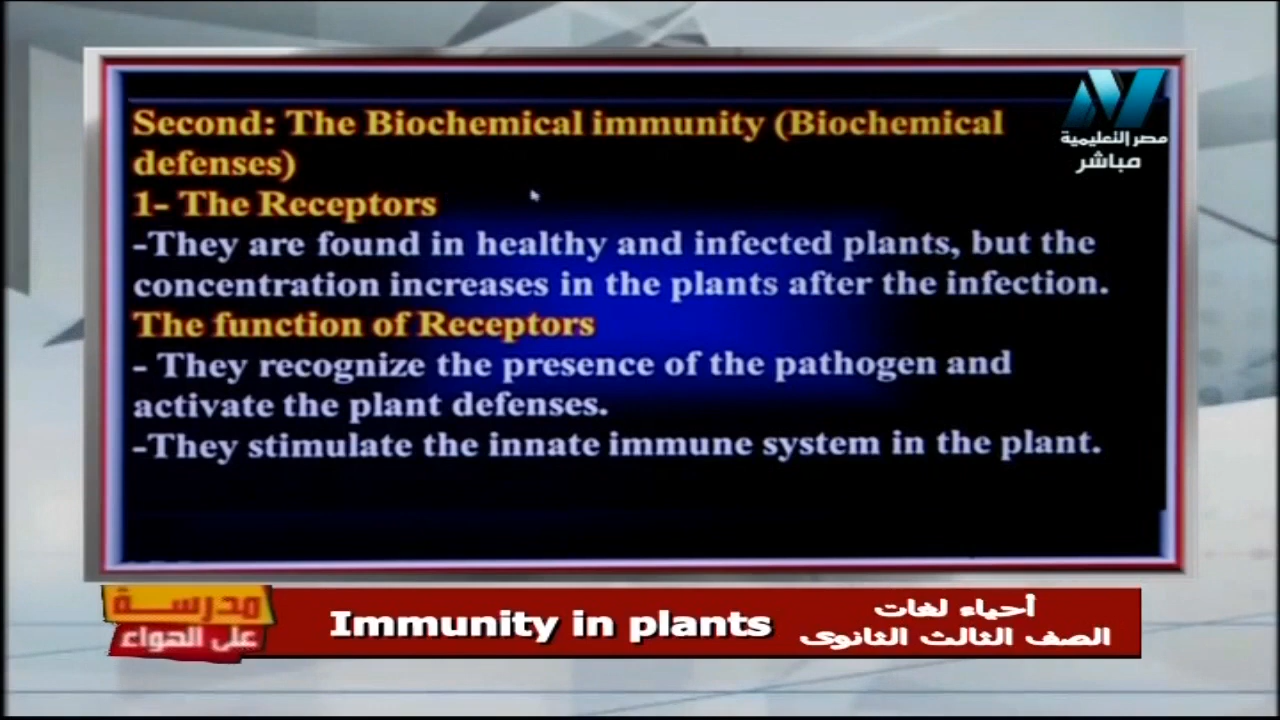 Second: The Biochemical immunity (Biochemical
defenses)
1- The Receptors
-They are found in healthy and infected plants, but the
concentration increases in the plants after the infection.
The function of Receptors
- They recognize the presence of the pathogen and
activate the plant defenses.
-They stimulate the innate immune system in the plant.
مصر التعليمية
مباشر
مدرسة
على الهواء
Immunity in plants
أحياء لغات
الصف الثالث الثانوى